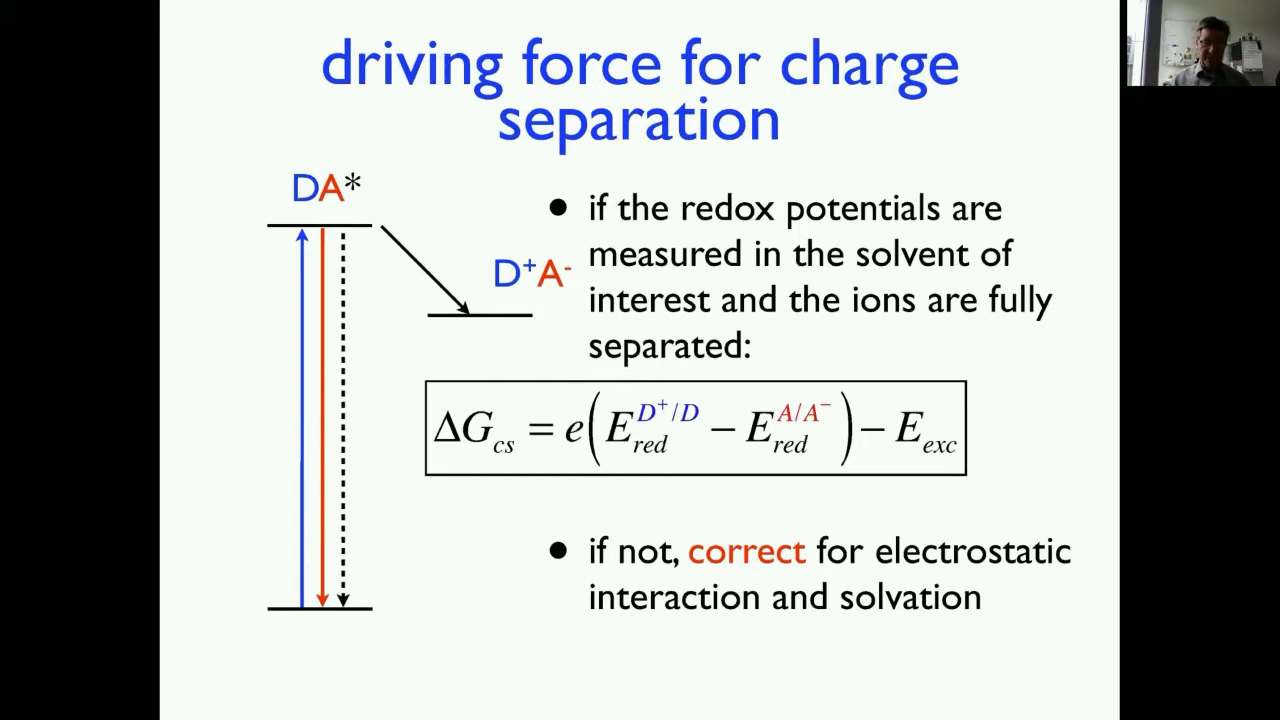 driving force for charge
separation
DA*
D⁺A⁻
• if the redox potentials are
measured in the solvent of
interest and the ions are fully
separated:
ΔG_cs = e(E_red^{D⁺/D} − E_red^{A/A⁻}) − E_exc
• if not, correct for electrostatic
interaction and solvation